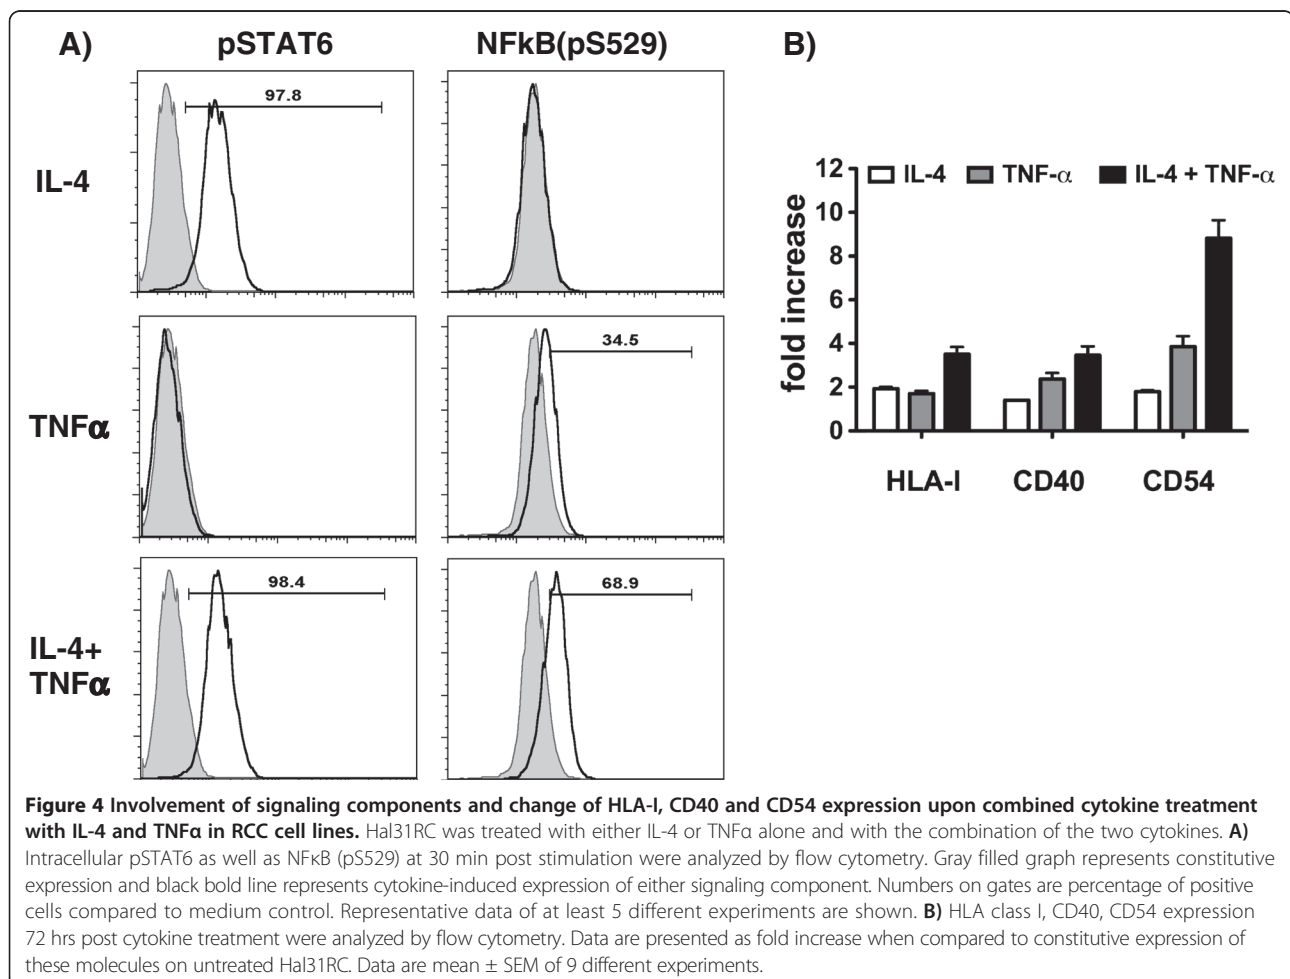 A)
pSTAT6
NFkB(pS529)
IL-4
97.8
TNFα
34.5
IL-4+
TNFα
98.4
68.9
B)
fold increase
12
10
8
6
4
2
0
IL-4
TNF-α
IL-4 + TNF-α
HLA-I
CD40
CD54
Figure 4 Involvement of signaling components and change of HLA-I, CD40 and CD54 expression upon combined cytokine treatment
with IL-4 and TNFα in RCC cell lines. Hal31RC was treated with either IL-4 or TNFα alone and with the combination of the two cytokines. A)
Intracellular pSTAT6 as well as NFκB (pS529) at 30 min post stimulation were analyzed by flow cytometry. Gray filled graph represents constitutive
expression and black bold line represents cytokine-induced expression of either signaling component. Numbers on gates are percentage of positive
cells compared to medium control. Representative data of at least 5 different experiments are shown. B) HLA class I, CD40, CD54 expression
72 hrs post cytokine treatment were analyzed by flow cytometry. Data are presented as fold increase when compared to constitutive expression of
these molecules on untreated Hal31RC. Data are mean ± SEM of 9 different experiments.